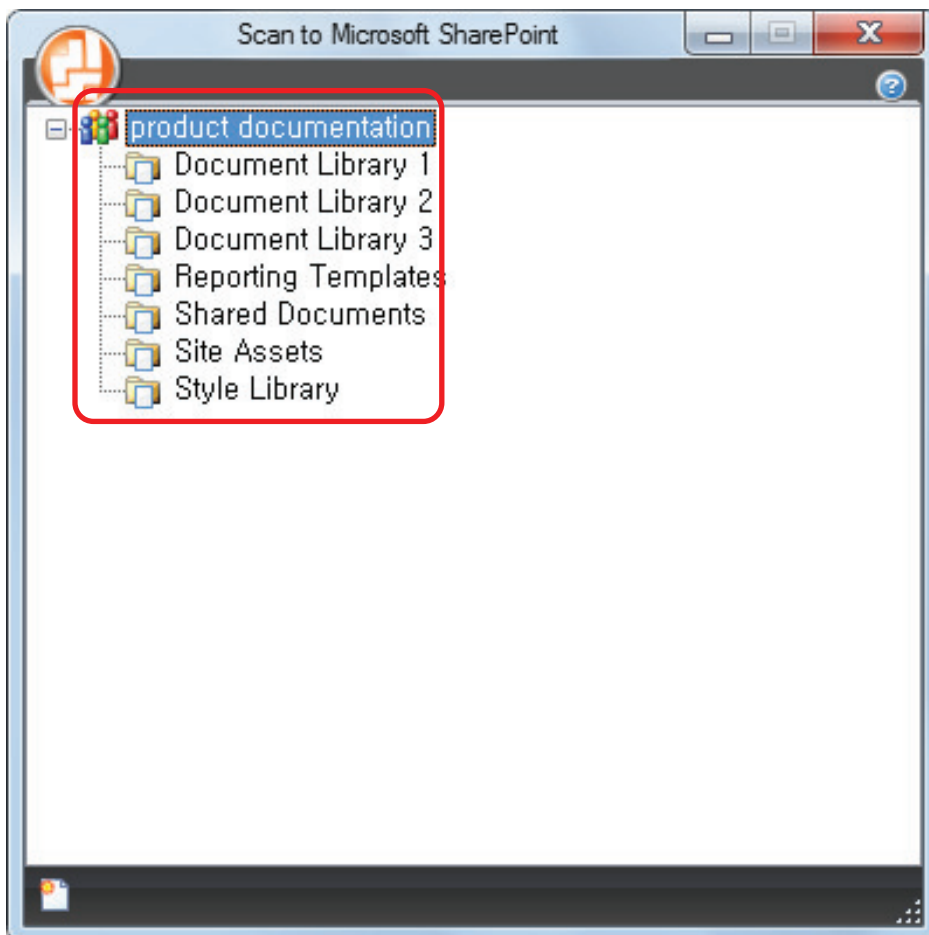 Scan to Microsoft SharePoint
product documentation
Document Library 1
Document Library 2
Document Library 3
Reporting Templates
Shared Documents
Site Assets
Style Library